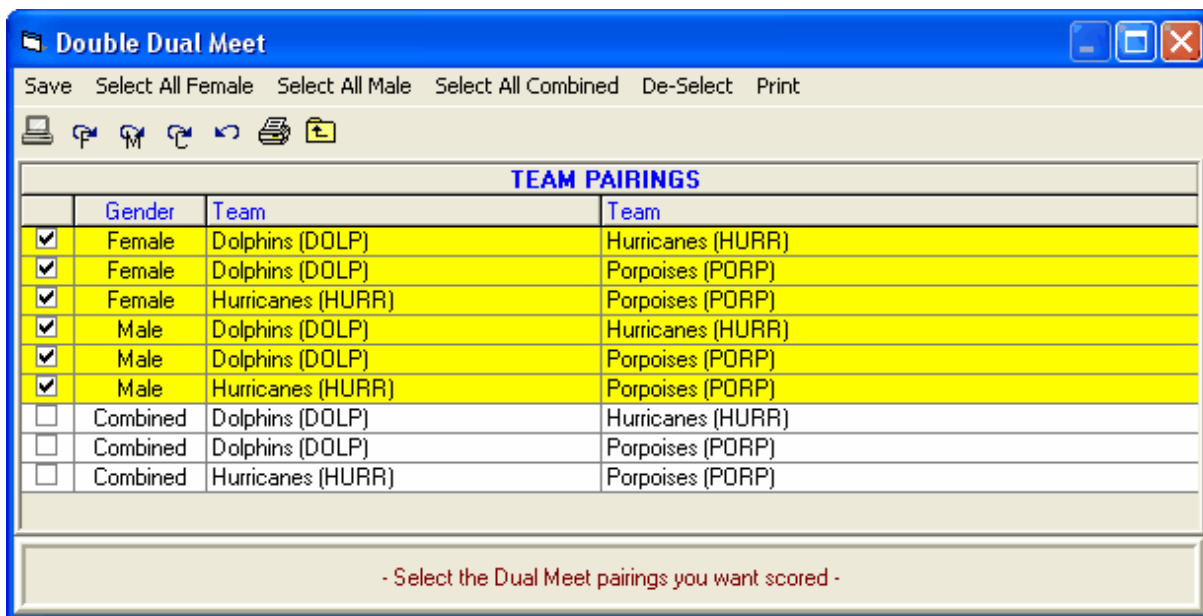 Double Dual Meet
Save Select All Female Select All Male Select All Combined De-Select Print
F M C
TEAM PAIRINGS
Gender Team Team
Female Dolphins (DOLP) Hurricanes (HURR)
Female Dolphins (DOLP) Porpoises (PORP)
Female Hurricanes (HURR) Porpoises (PORP)
Male Dolphins (DOLP) Hurricanes (HURR)
Male Dolphins (DOLP) Porpoises (PORP)
Male Hurricanes (HURR) Porpoises (PORP)
Combined Dolphins (DOLP) Hurricanes (HURR)
Combined Dolphins (DOLP) Porpoises (PORP)
Combined Hurricanes (HURR) Porpoises (PORP)
- Select the Dual Meet pairings you want scored -